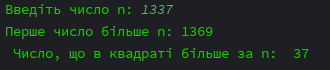 Введіть число n: 1337
Перше число більше n: 1369
Число, що в квадраті більше за n:  37